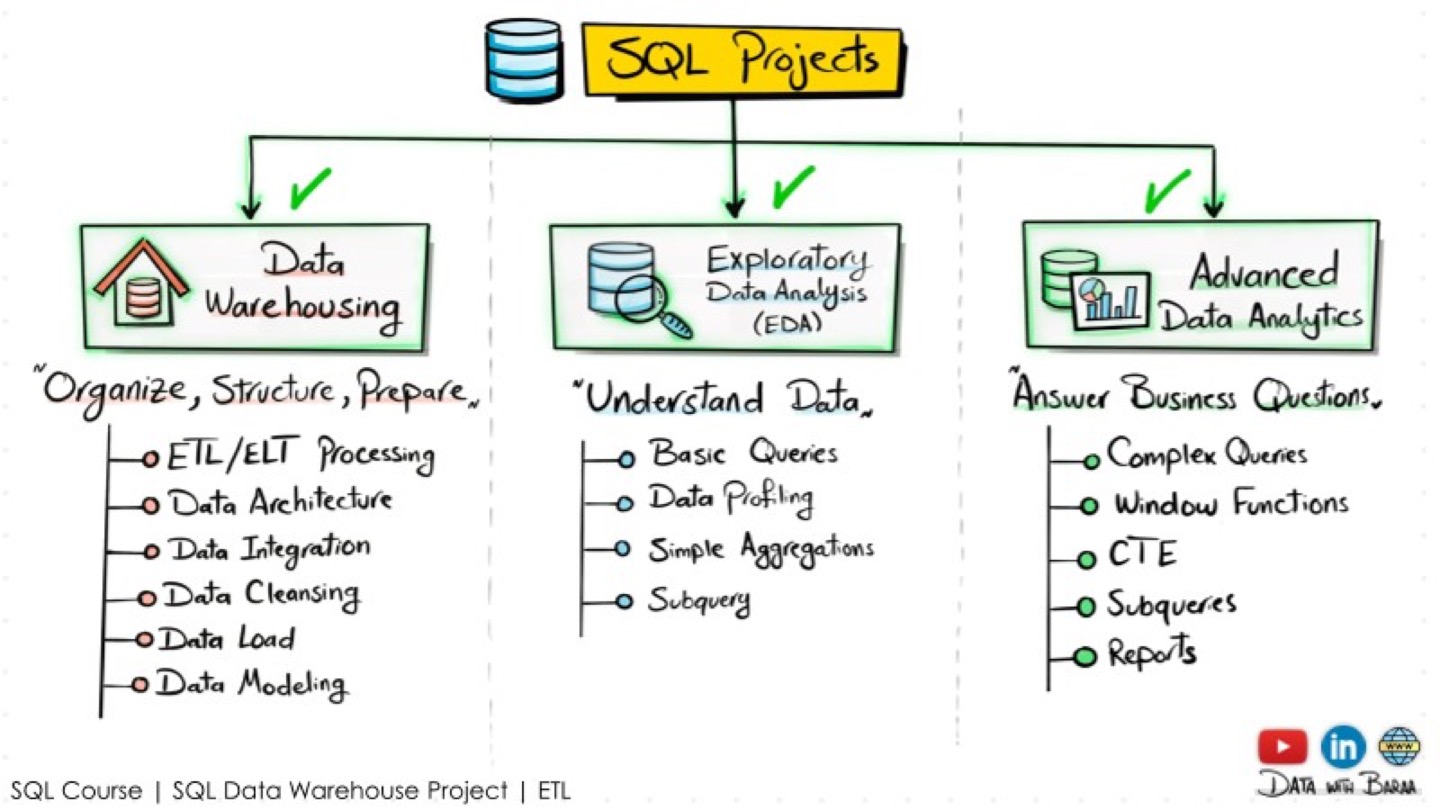 SQL Projects
Data
Warehousing
"Organize, Structure, Prepare"
ETL/ELT Processing
Data Architecture
Data Integration
Data Cleansing
Data Load
Data Modeling
Exploratory
Data Analysis
(EDA)
"Understand Data"
Basic Queries
Data Profiling
Simple Aggregations
Subquery
Advanced
Data Analytics
"Answer Business Questions"
Complex Queries
Window Functions
CTE
Subqueries
Reports
in
www
DATA WITH BARAA
SQL Course | SQL Data Warehouse Project | ETL